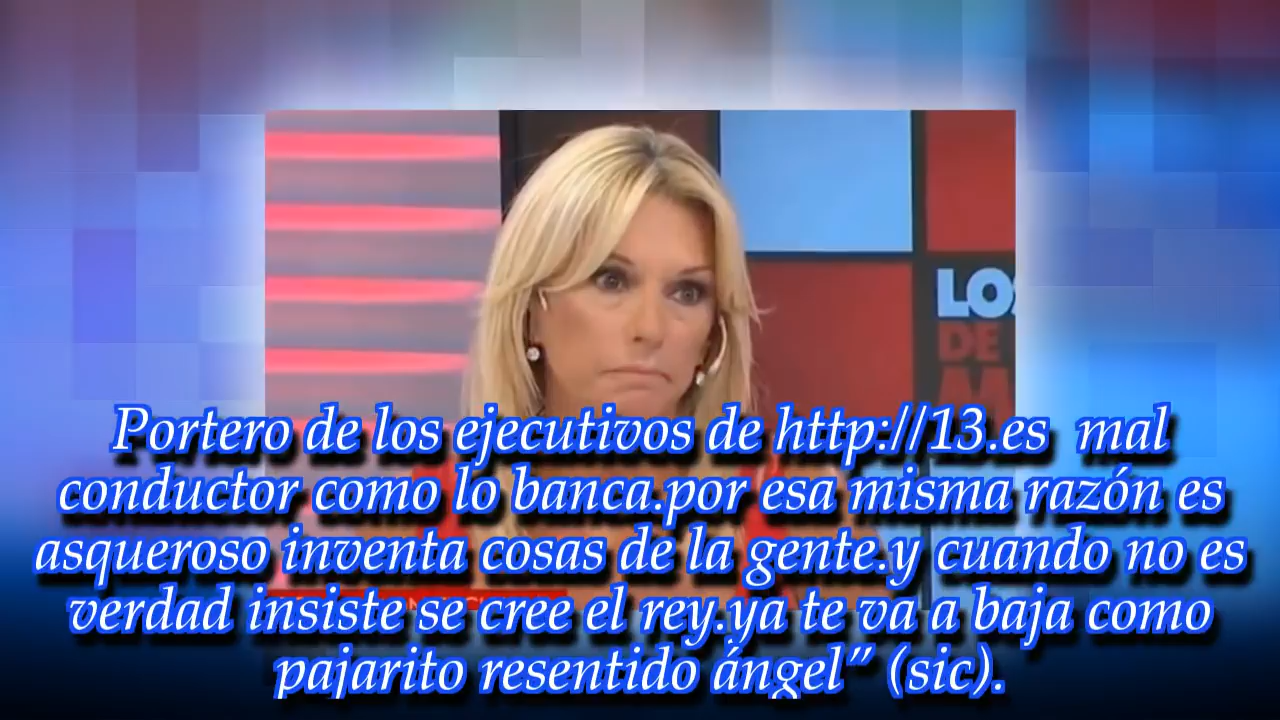 LO
DE
Portero de los ejecutivos de http://13.es mal
conductor como lo banca.por esa misma razón es
asqueroso inventa cosas de la gente.y cuando no es
verdad insiste se cree el rey.ya te va a baja como
pajarito resentido ángel” (sic).